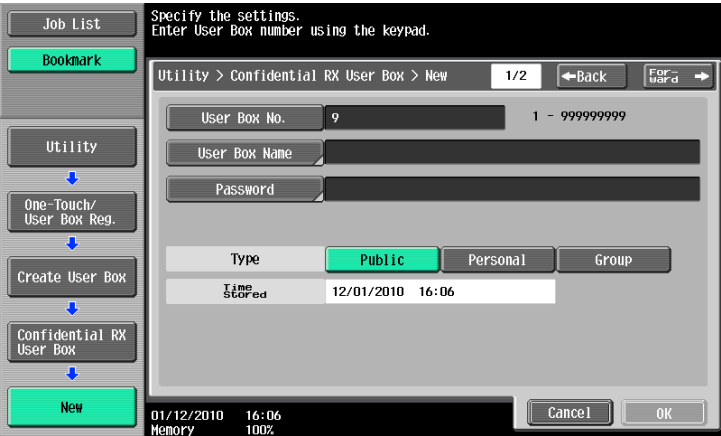 Job List
Bookmark
Utility
One-Touch/
User Box Reg.
Create User Box
Confidential RX
User Box
New
Specify the settings.
Enter User Box number using the keypad.
Utility > Confidential RX User Box > New
1/2
←Back
For-
ward →
User Box No.
9
1 - 999999999
User Box Name
Password
Type
Public
Personal
Group
Time
Stored
12/01/2010 16:06
01/12/2010 16:06
Memory 100%
Cancel
OK